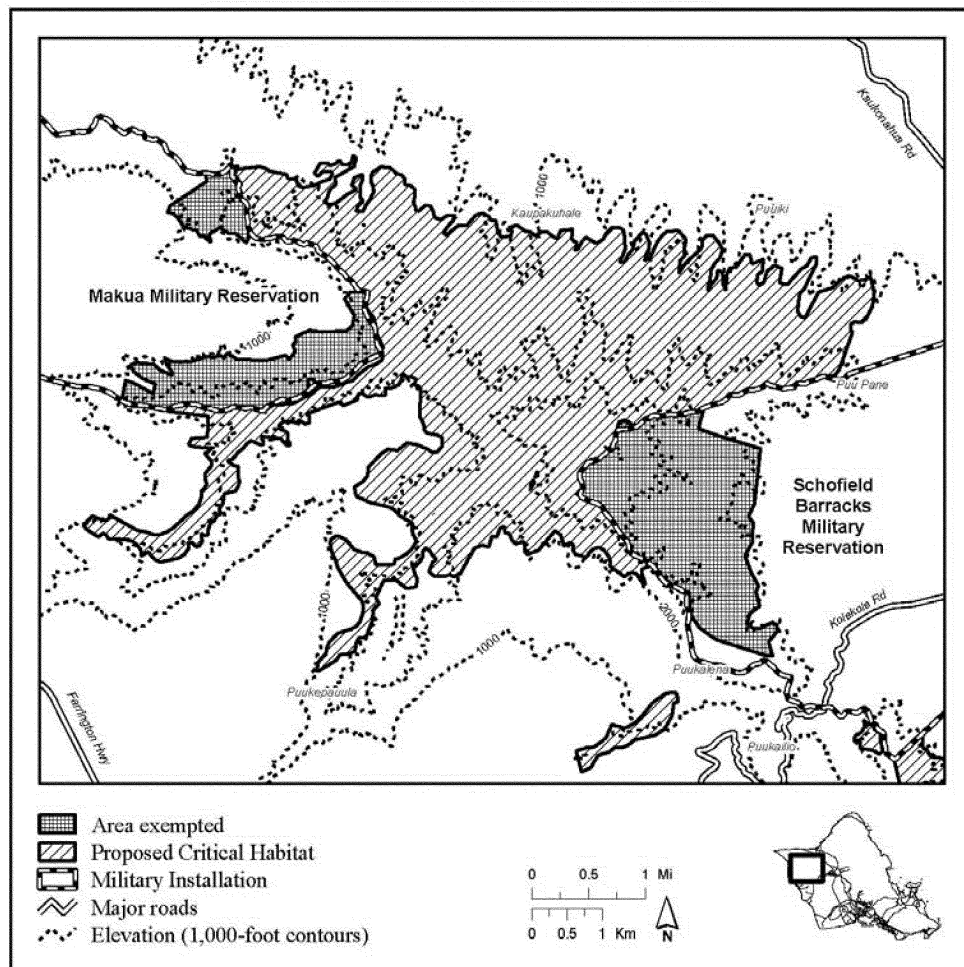 Kaukonahua Rd
1000
Kaupakuhale
Puuiki
Makua Military Reservation
1000
Puu Pane
Schofield
Barracks
Military
Reservation
1000
2000
Kolekole Rd
1000
Puukalena
Puukepauula
Farrington Hwy
Puukailio
Area exempted
Proposed Critical Habitat
Military Installation
Major roads
Elevation (1,000-foot contours)
0 0.5 1 Mi
0 0.5 1 Km
N